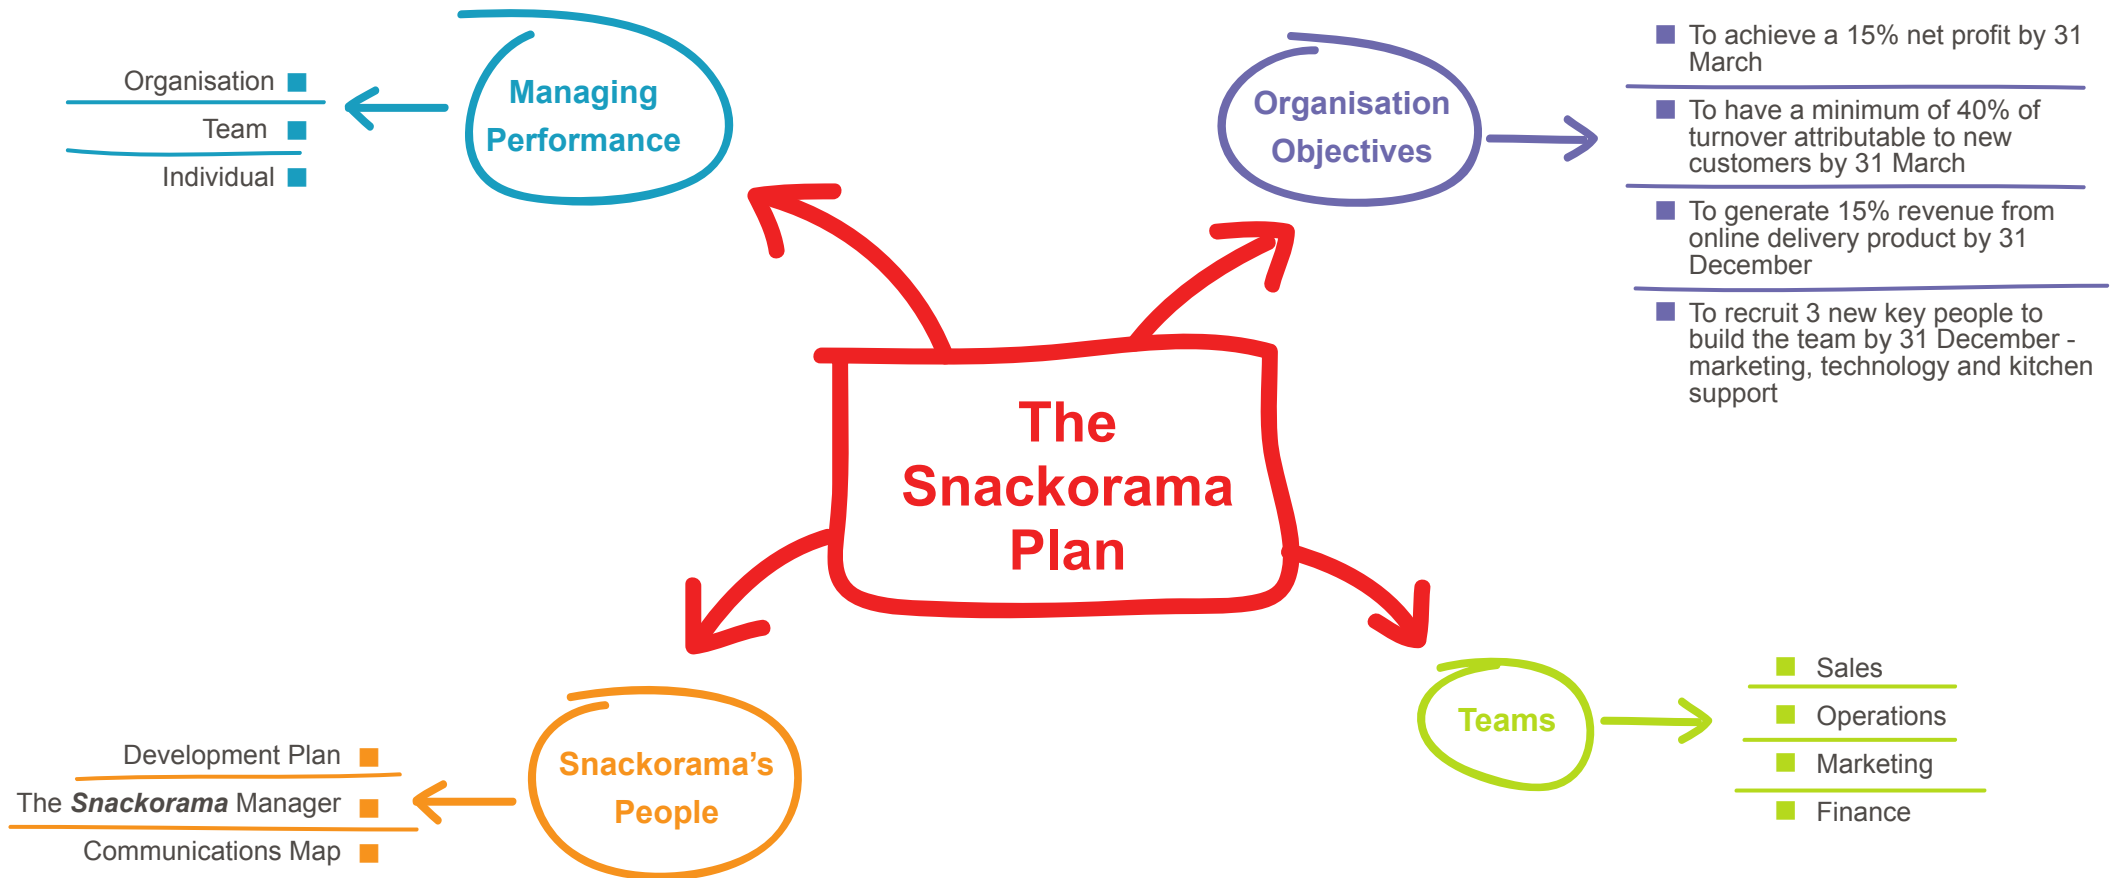 Managing
Performance
Organisation
Team
Individual
Organisation
Objectives
To achieve a 15% net profit by 31
March
To have a minimum of 40% of
turnover attributable to new
customers by 31 March
To generate 15% revenue from
online delivery product by 31
December
To recruit 3 new key people to
build the team by 31 December -
marketing, technology and kitchen
support
The
Snackorama
Plan
Snackorama’s
People
Development Plan
The Snackorama Manager
Communications Map
Teams
Sales
Operations
Marketing
Finance